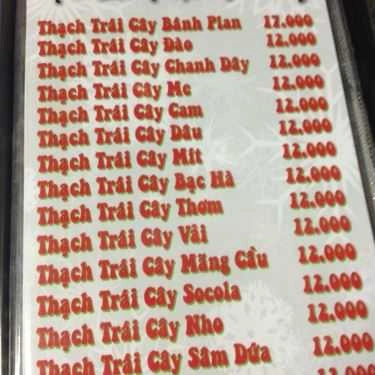 Thạch Trái Cây Bánh Plan 12.000
Thạch Trái Cây Đào 12.000
Thạch Trái Cây Chanh Dây 12.000
Thạch Trái Cây Me 12.000
Thạch Trái Cây Cam 12.000
Thạch Trái Cây Dâu 12.000
Thạch Trái Cây Mít 12.000
Thạch Trái Cây Bạc Hà 12.000
Thạch Trái Cây Thơm 12.000
Thạch Trái Cây Vải 12.000
Thạch Trái Cây Mãng Cầu 12.000
Thạch Trái Cây Socola 12.000
Thạch Trái Cây Nho 12.000
Thạch Trái Cây Sâm Dứa 12.000
12.000